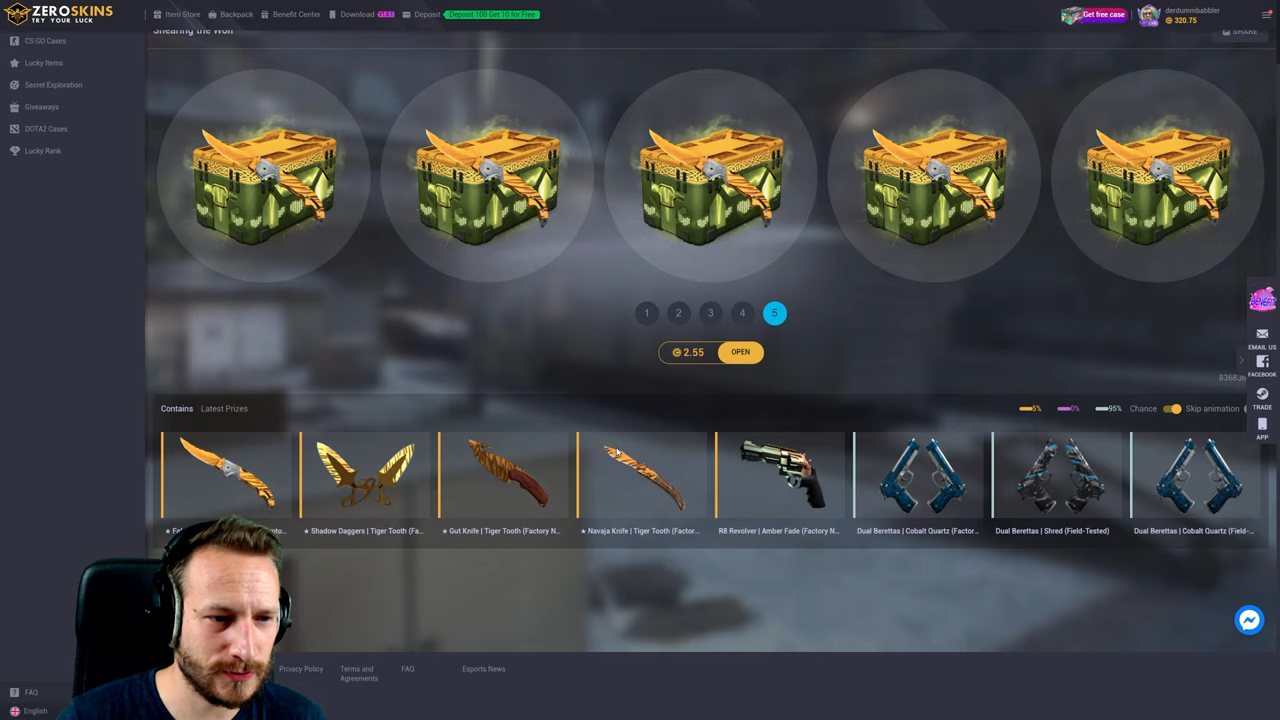 ZEROSKINS
TRY YOUR LUCK
Item Store
Backpack
Benefit Center
Download
Deposit
Deposit 100 Get 10 for Free
Get free case
derdummbabbler
320.75
CS:GO Cases
Lucky Items
Secret Exploration
Giveaways
DOTA2 Cases
Lucky Rank
SHARE
1 2 3 4 5
2.55 OPEN
BENEFIT
EMAIL US
FACEBOOK
TRADE
APP
83683
Contains
Latest Prizes
5%
0%
95%
Chance
Skip animation
★ Shadow Daggers | Tiger Tooth (Fa...
★ Gut Knife | Tiger Tooth (Factory N...
★ Navaja Knife | Tiger Tooth (Factor...
R8 Revolver | Amber Fade (Factory N...
Dual Berettas | Cobalt Quartz (Factor...
Dual Berettas | Shred (Field-Tested)
Dual Berettas | Cobalt Quartz (Field-...
Privacy Policy
Terms and
Agreements
FAQ
Esports News
FAQ
English